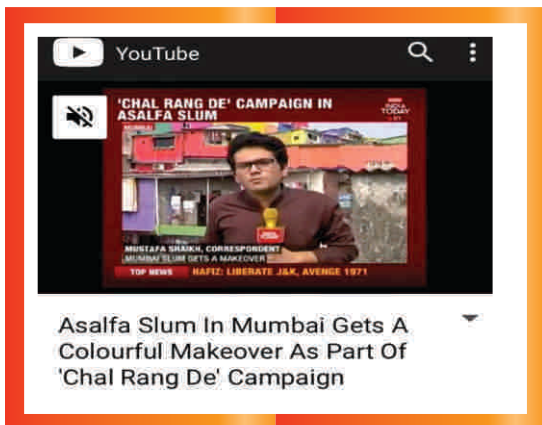 YouTube
'CHAL RANG DE' CAMPAIGN IN
ASALFA SLUM
INDIA
TODAY
MUMBAI
MUSTAFA SHAIKH, CORRESPONDENT
MUMBAI SLUM GETS A MAKEOVER
TOP NEWS HAFIZ: LIBERATE J&K, AVENGE 1971
Asalfa Slum In Mumbai Gets A
Colourful Makeover As Part Of
'Chal Rang De' Campaign